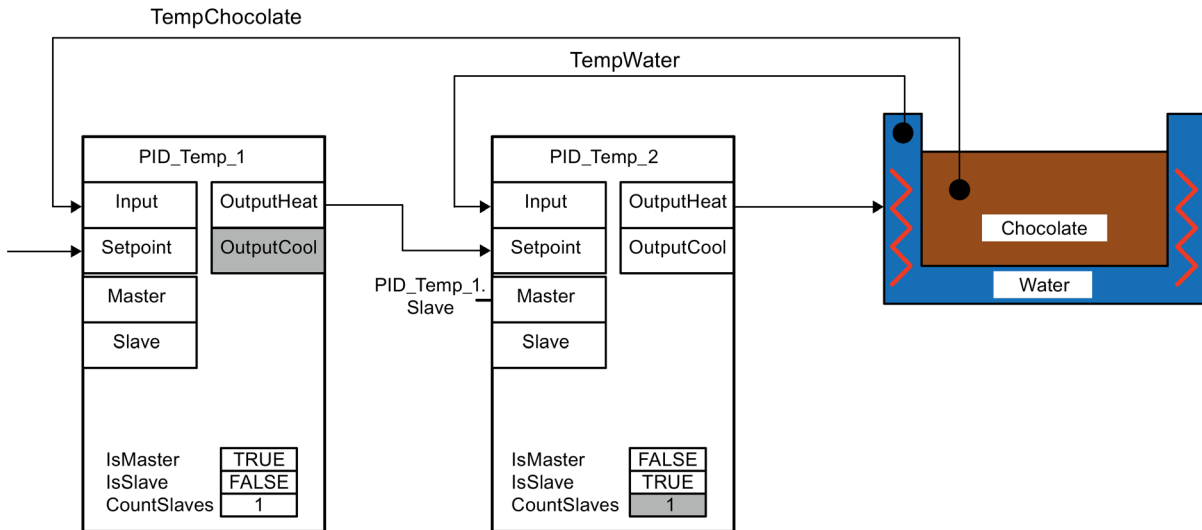 TempChocolate
TempWater
PID_Temp_1
Input
OutputHeat
Setpoint
OutputCool
Master
Slave
IsMaster TRUE
IsSlave FALSE
CountSlaves 1
PID_Temp_2
Input
OutputHeat
Setpoint
OutputCool
PID_Temp_1.
Slave
Master
Slave
IsMaster FALSE
IsSlave TRUE
CountSlaves 1
Chocolate
Water